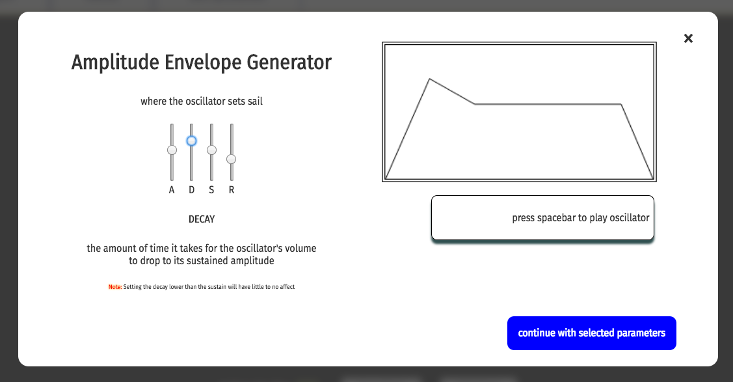 Amplitude Envelope Generator
where the oscillator sets sail
A D S R
DECAY
the amount of time it takes for the oscillator's volume
to drop to its sustained amplitude
Note: Setting the decay lower than the sustain will have little to no affect
×
press spacebar to play oscillator
continue with selected parameters